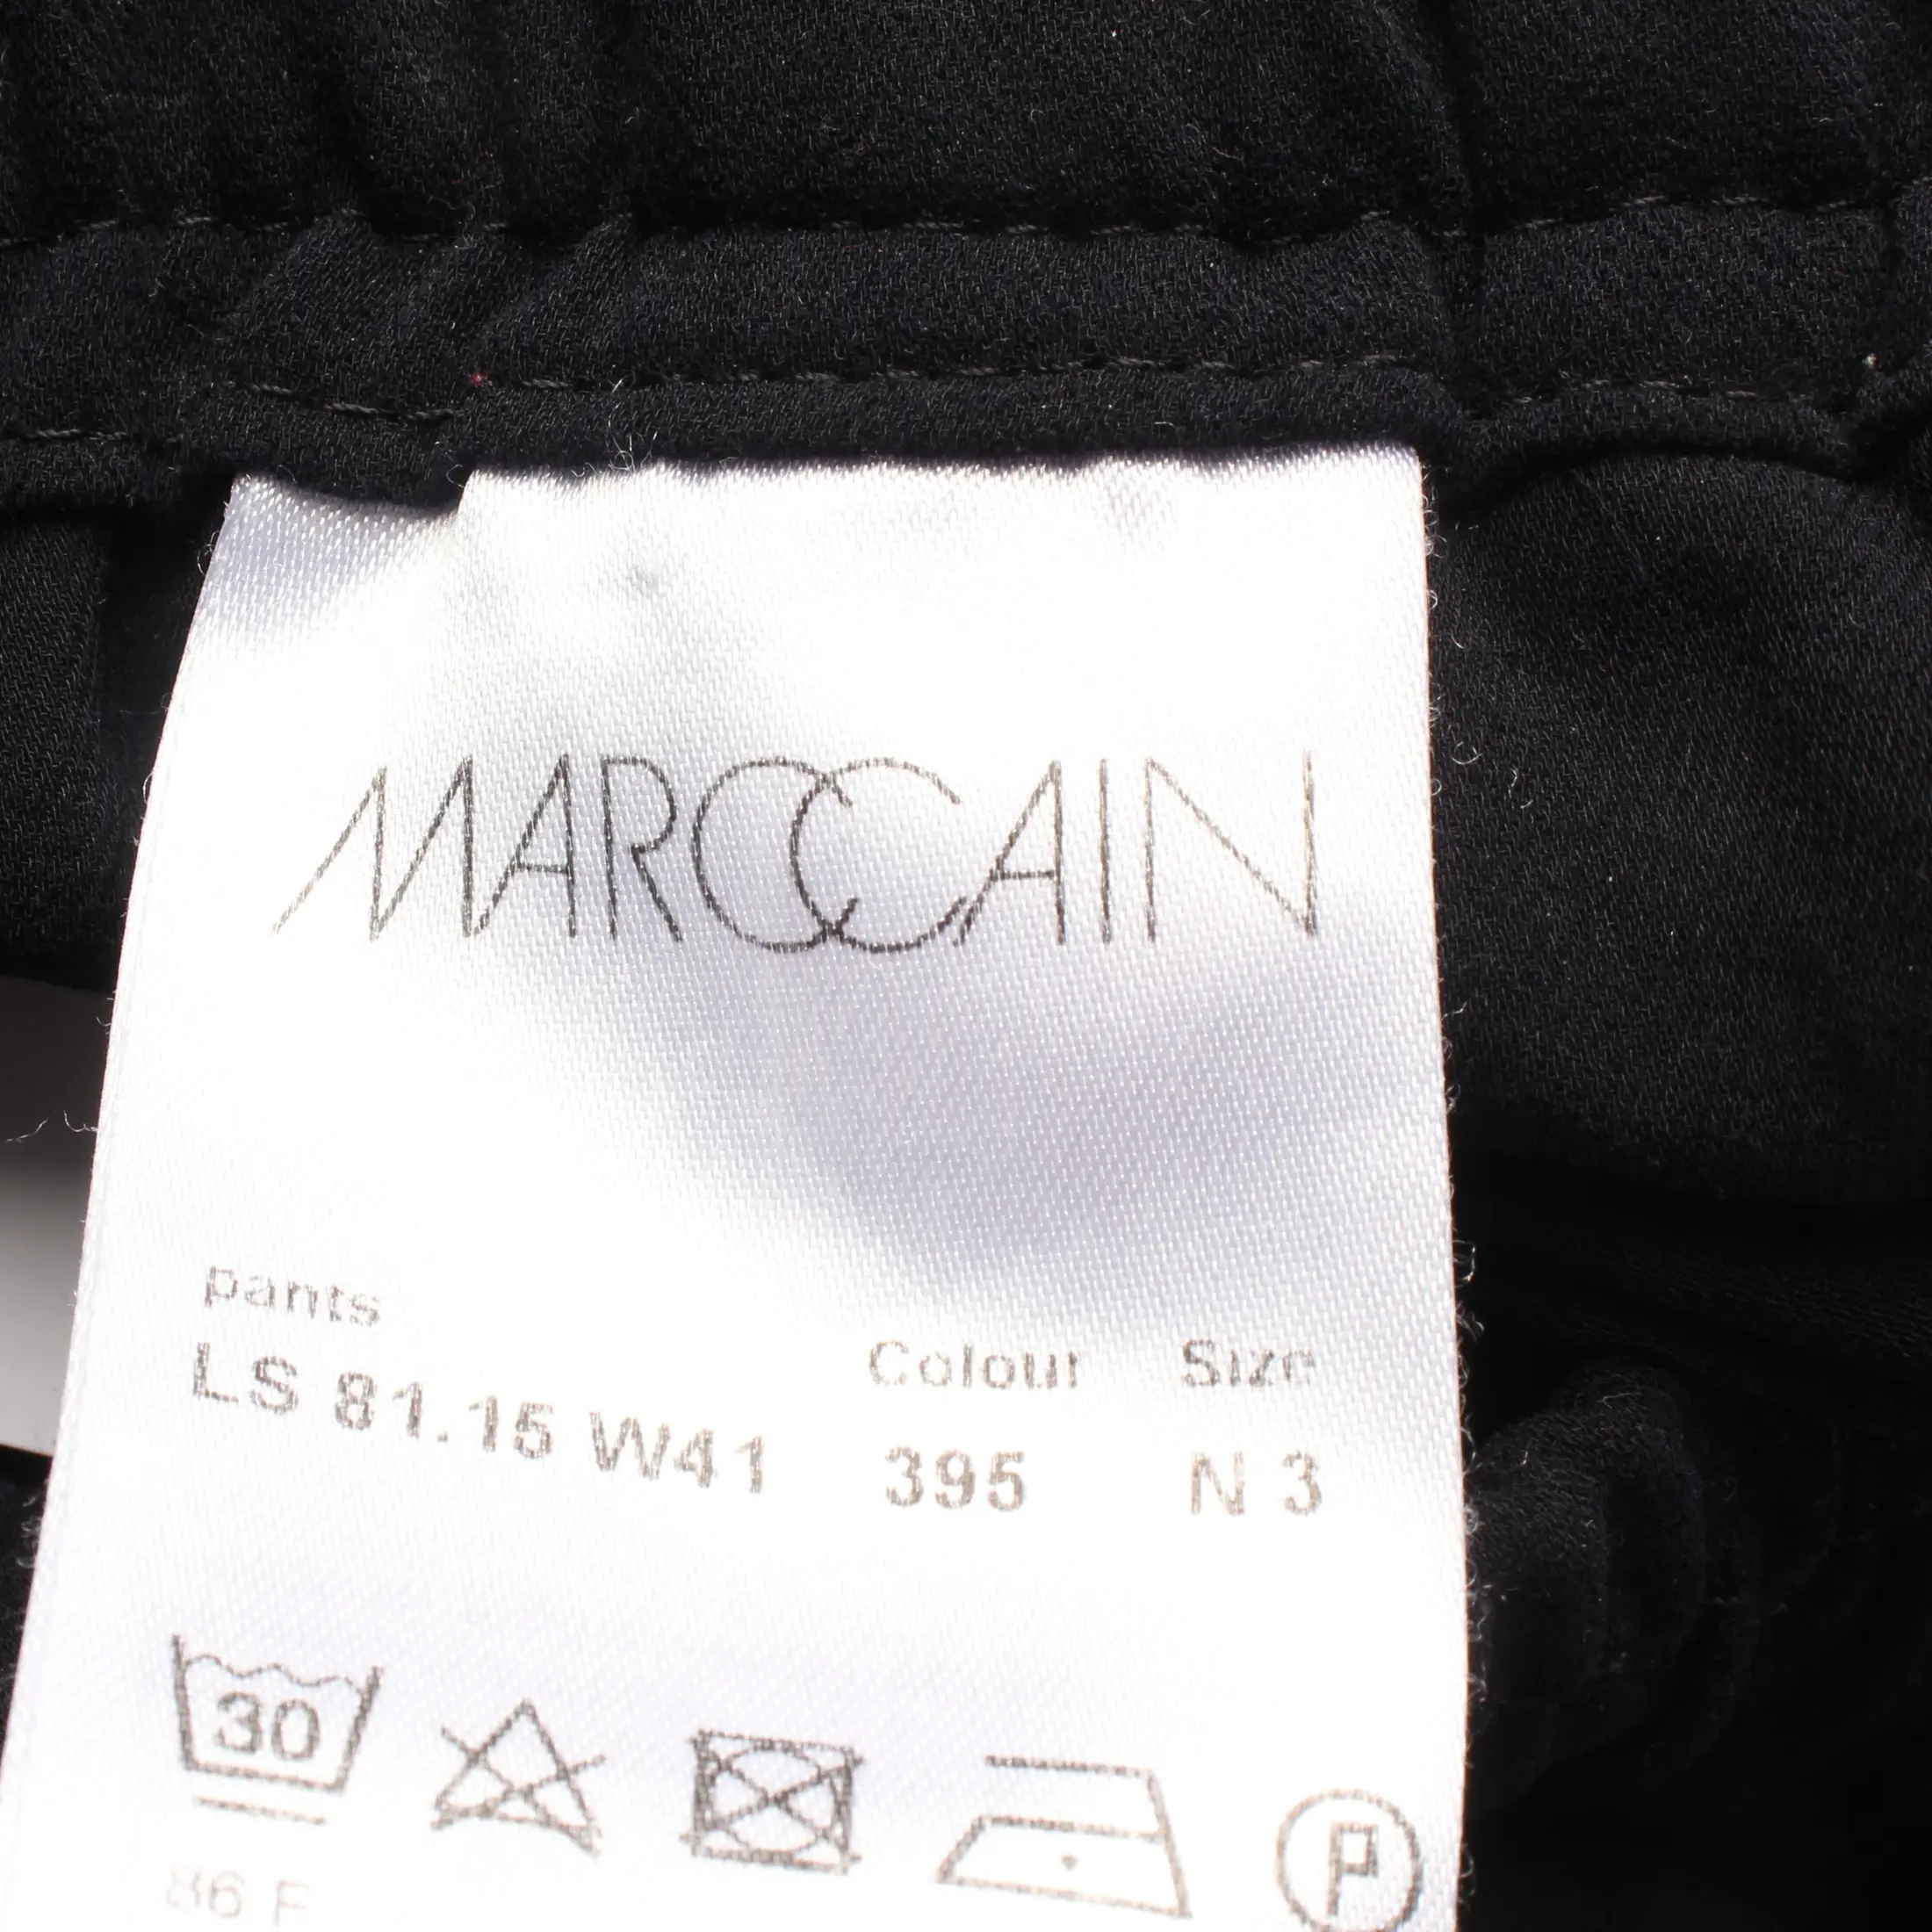 MARCCAIN
pants
Colour Size
LS 81.15 W41 395 N 3
30
P
86 F